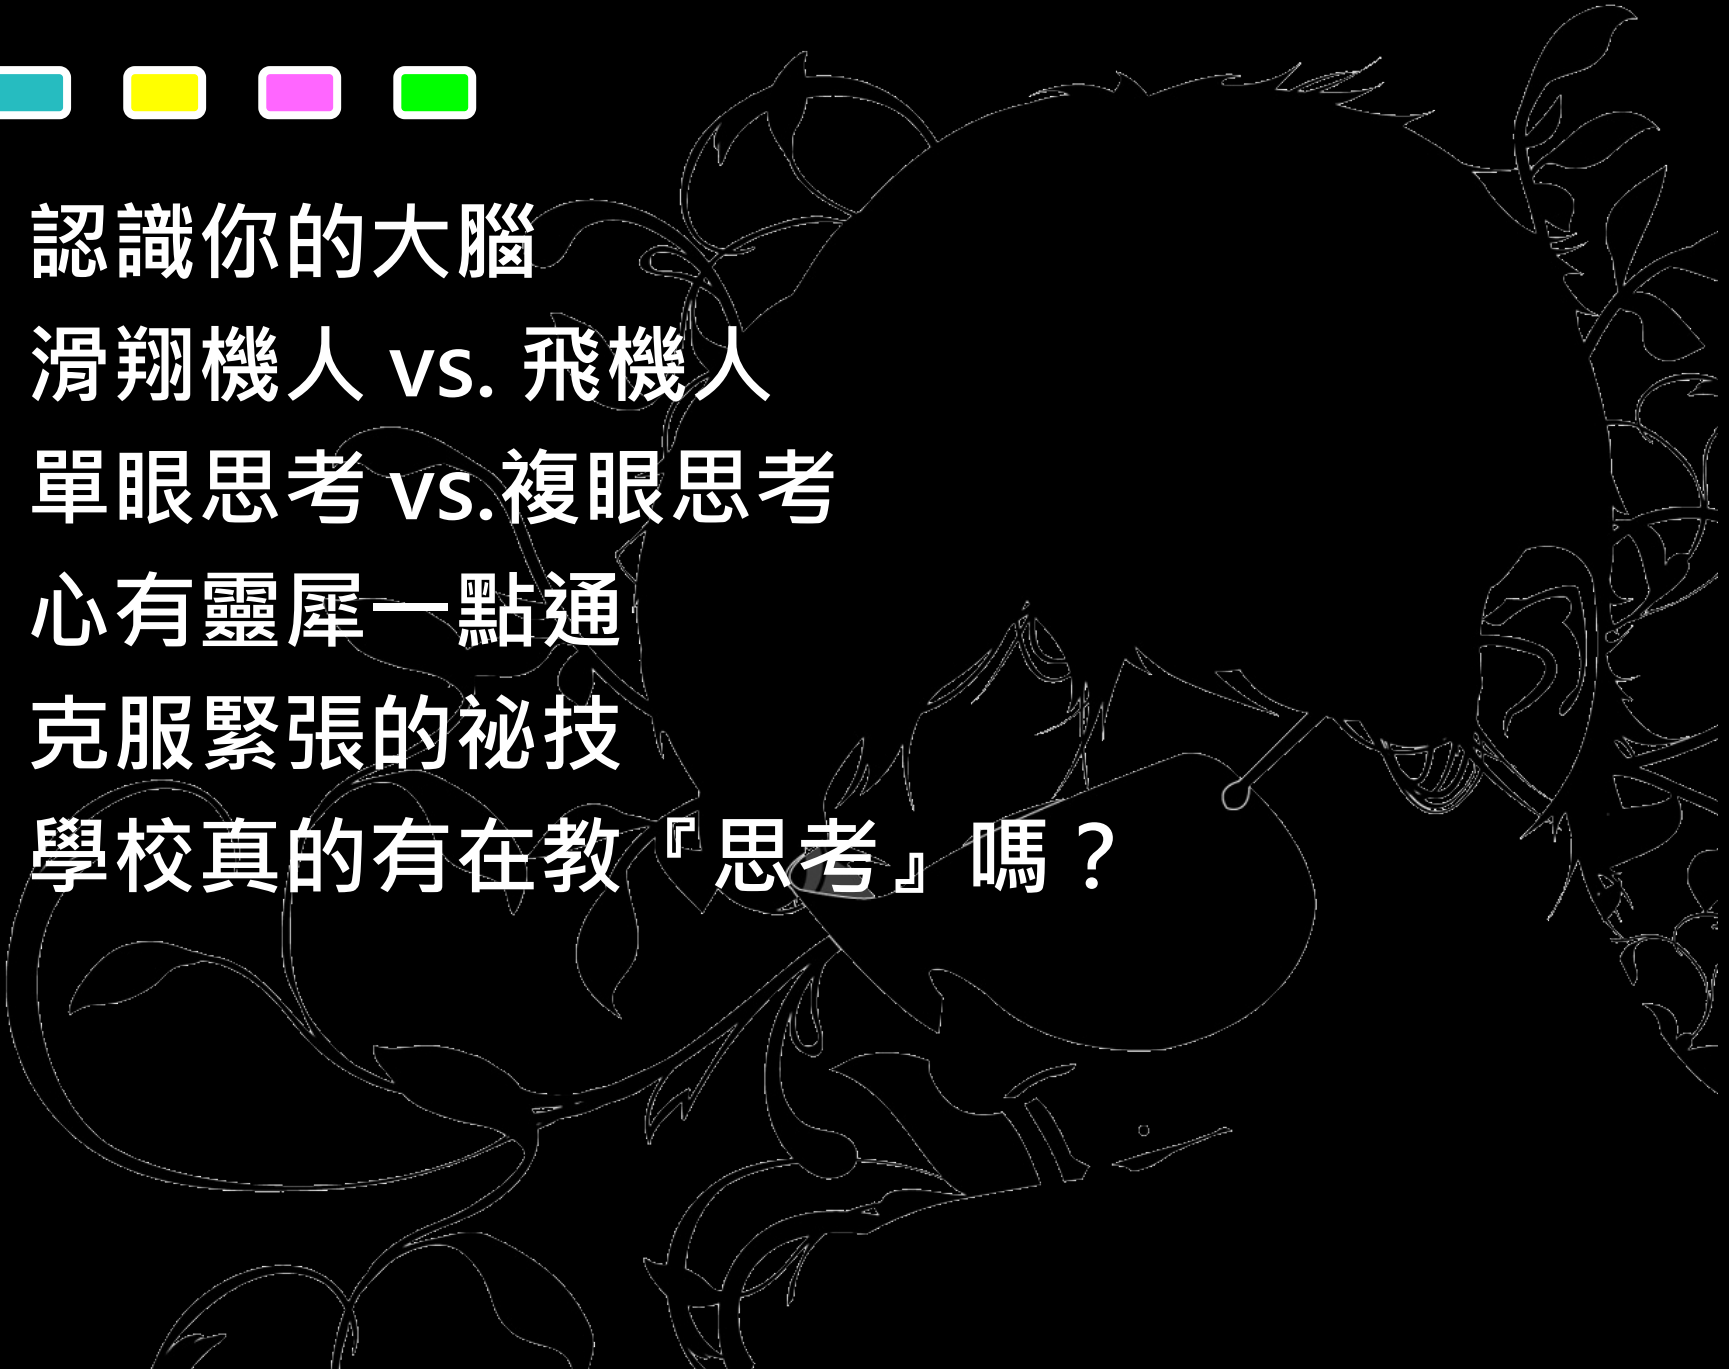 認識你的大腦
滑翔機人 vs. 飛機人
單眼思考 vs.複眼思考
心有靈犀一點通
克服緊張的祕技
學校真的有在教『思考』嗎？